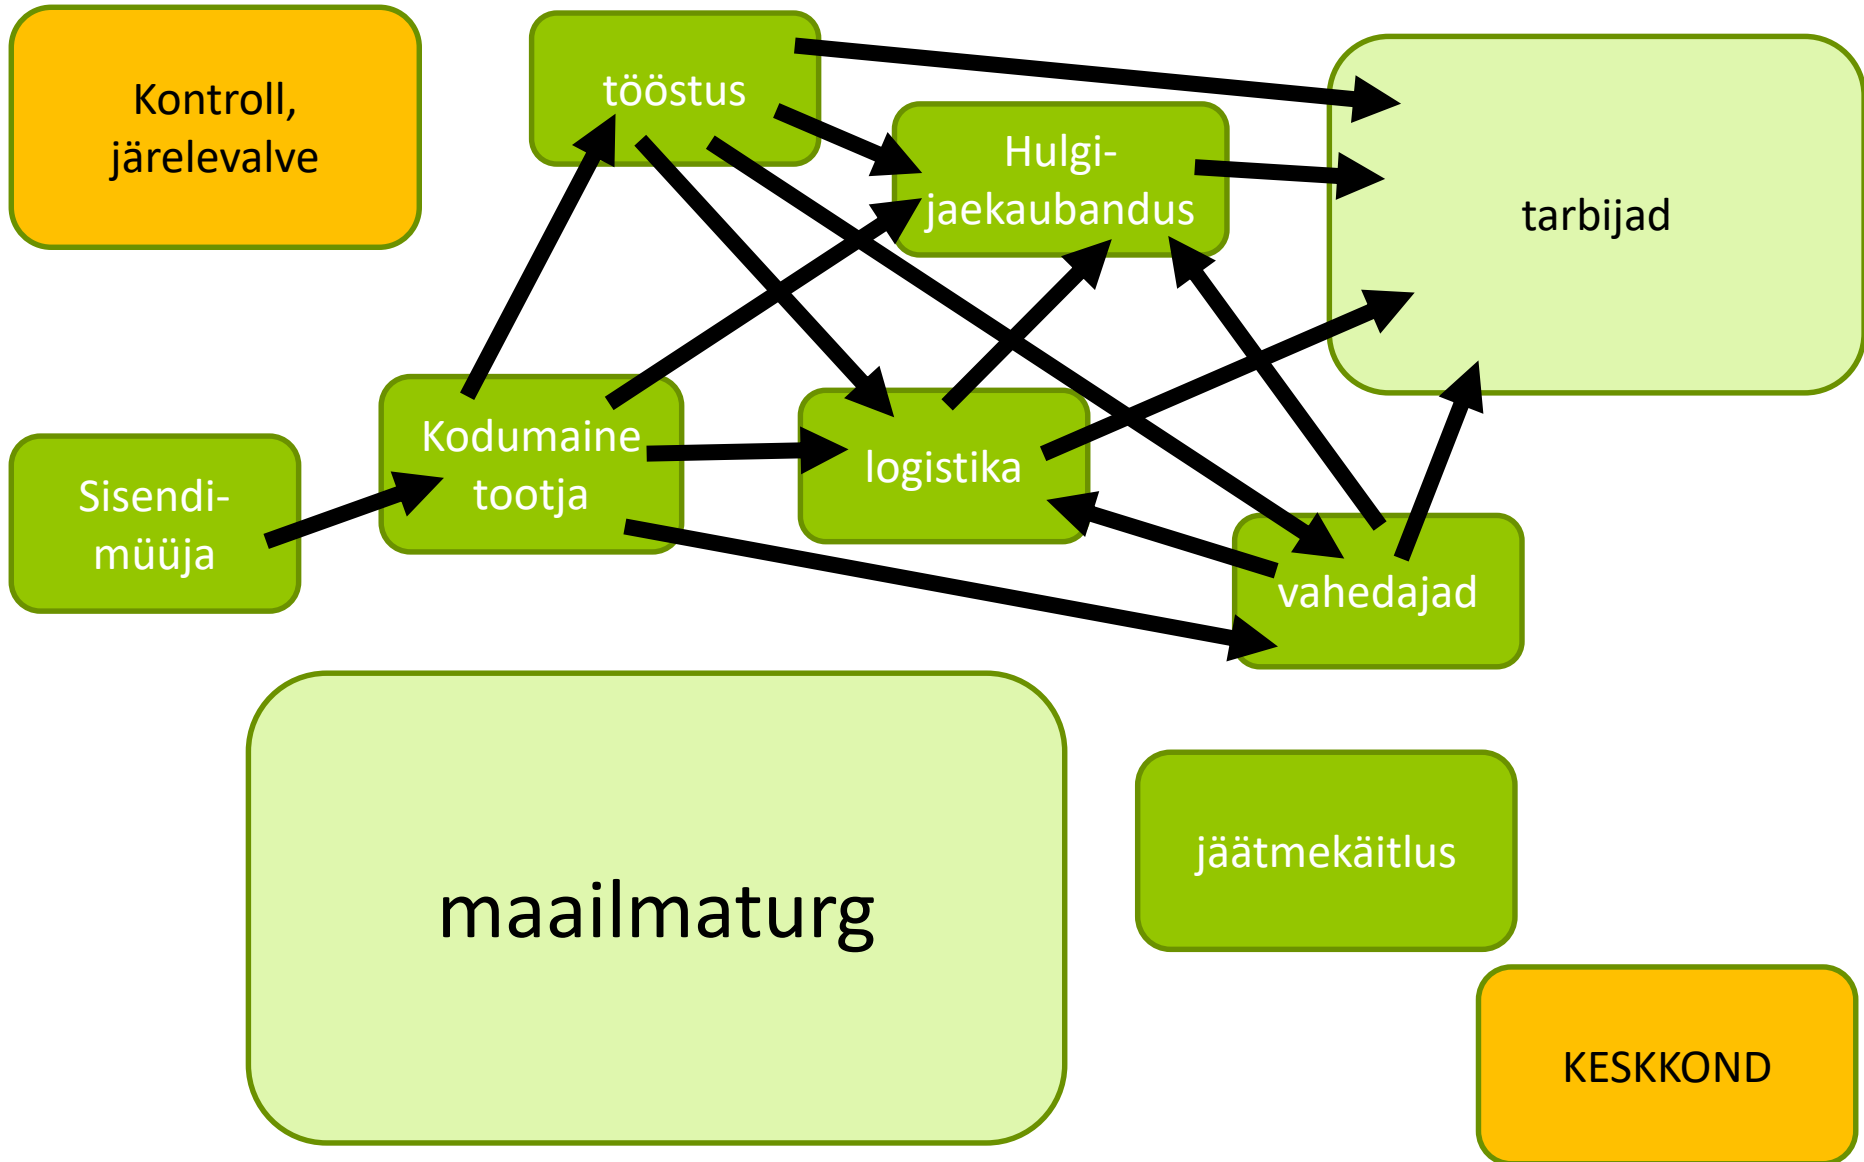 Kontroll,
järelevalve
tööstus
Hulgi-
jaekaubandus
tarbijad
Sisendi-
müüja
Kodumaine
tootja
logistika
vahedajad
maailmaturg
jäätmekäitlus
KESKKOND